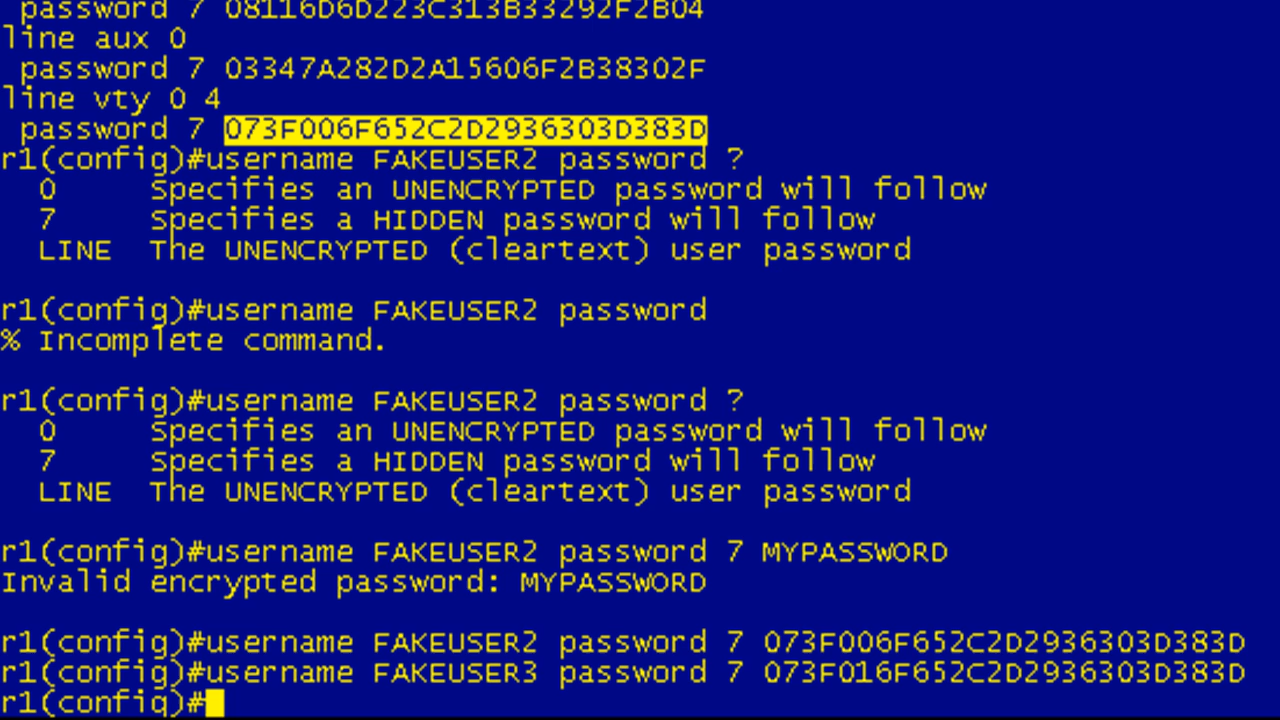 password 7 08116D6D223C313B33292F2B04
line aux 0
password 7 03347A282D2A15606F2B38302F
line vty 0 4
password 7 073F006F652C2D2936303D383D
r1(config)#username FAKEUSER2 password ?
0 Specifies an UNENCRYPTED password will follow
7 Specifies a HIDDEN password will follow
LINE The UNENCRYPTED (cleartext) user password
r1(config)#username FAKEUSER2 password
% Incomplete command.
r1(config)#username FAKEUSER2 password ?
0 Specifies an UNENCRYPTED password will follow
7 Specifies a HIDDEN password will follow
LINE The UNENCRYPTED (cleartext) user password
r1(config)#username FAKEUSER2 password 7 MYPASSWORD
Invalid encrypted password: MYPASSWORD
r1(config)#username FAKEUSER2 password 7 073F006F652C2D2936303D383D
r1(config)#username FAKEUSER3 password 7 073F016F652C2D2936303D383D
r1(config)#